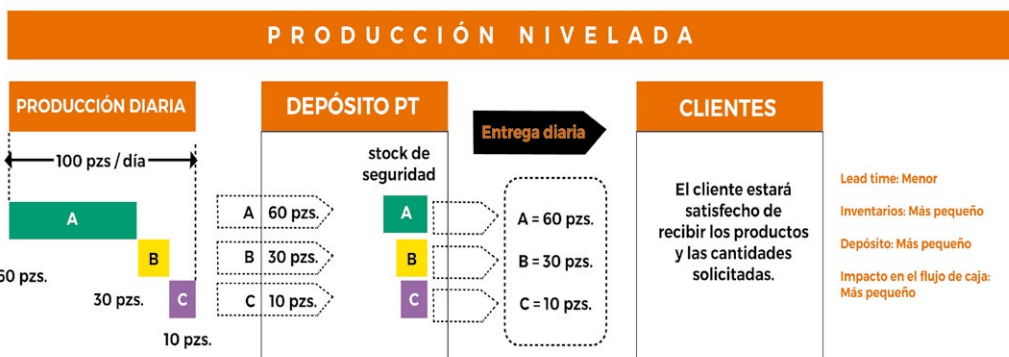 PRODUCCIÓN NIVELADA
PRODUCCIÓN DIARIA
100 pzs / día
A
B
C
60 pzs.
30 pzs.
10 pzs.
DEPÓSITO PT
stock de
seguridad
A 60 pzs.
B 30 pzs.
C 10 pzs.
A
B
C
Entrega diaria
A = 60 pzs.
B = 30 pzs.
C = 10 pzs.
CLIENTES
El cliente estará
satisfecho de
recibir los productos
y las cantidades
solicitadas.
Lead time: Menor
Inventarios: Más pequeño
Depósito: Más pequeño
Impacto en el flujo de caja:
Más pequeño